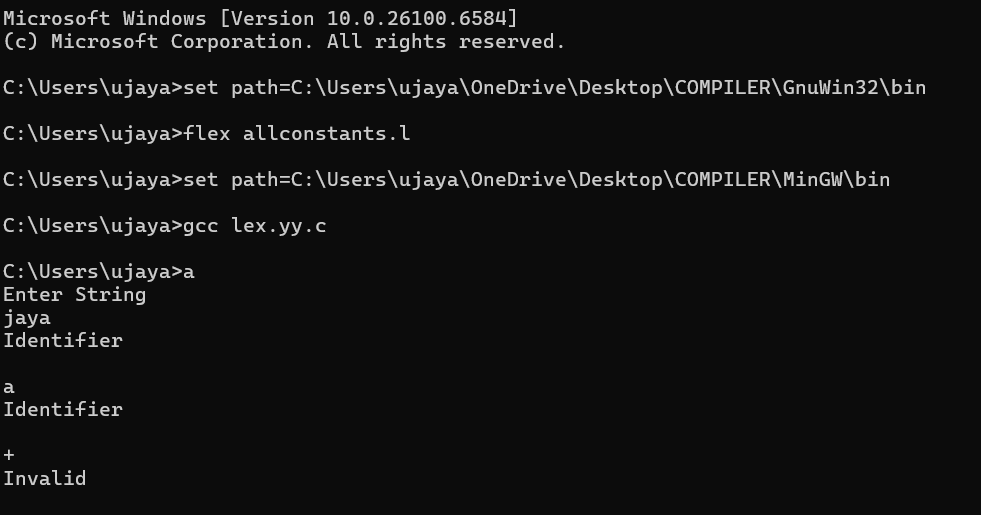 Microsoft Windows [Version 10.0.26100.6584]
(c) Microsoft Corporation. All rights reserved.
C:\Users\ujaya>set path=C:\Users\ujaya\OneDrive\Desktop\COMPILER\GnuWin32\bin
C:\Users\ujaya>flex allconstants.l
C:\Users\ujaya>set path=C:\Users\ujaya\OneDrive\Desktop\COMPILER\MinGW\bin
C:\Users\ujaya>gcc lex.yy.c
C:\Users\ujaya>a
Enter String
jaya
Identifier
a
Identifier
+
Invalid